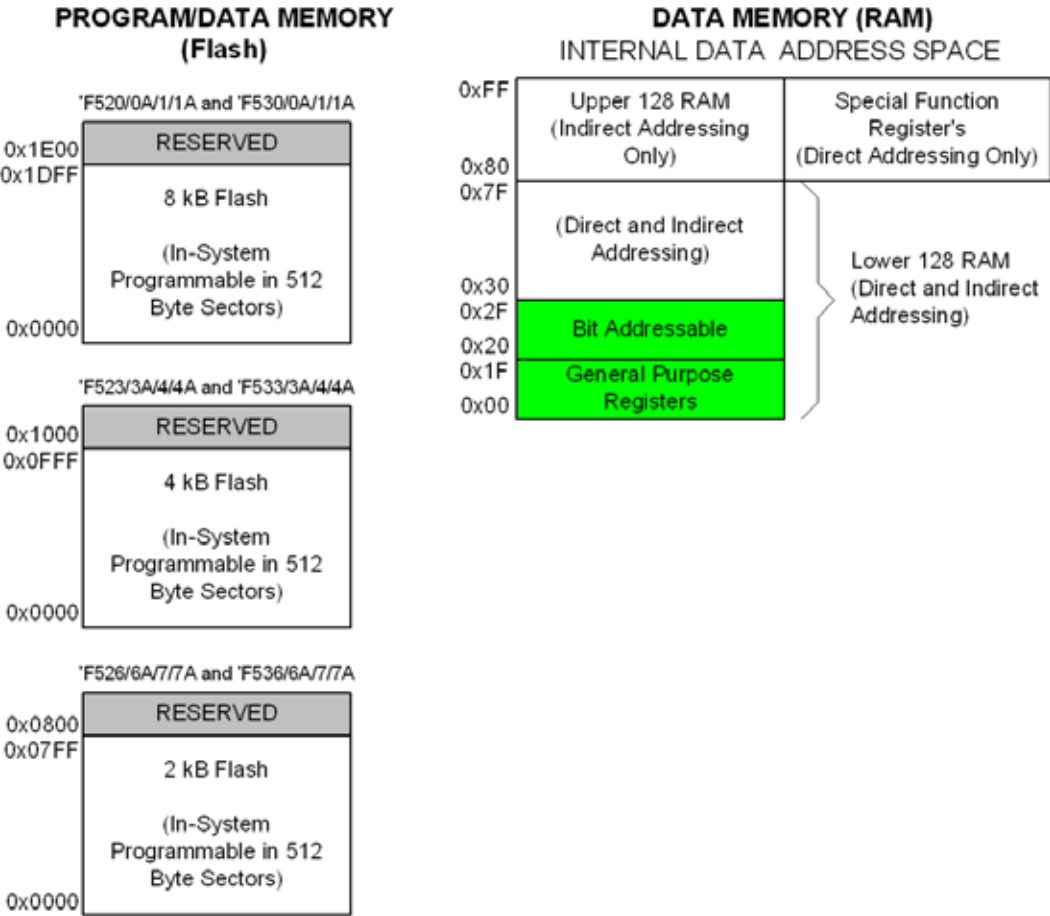 PROGRAM/DATA MEMORY
(Flash)
'F520/0A/1/1A and 'F530/0A/1/1A
RESERVED
0x1E00
0x1DFF
8 kB Flash
(In-System
Programmable in 512
Byte Sectors)
0x0000
'F523/3A/4/4A and 'F533/3A/4/4A
RESERVED
0x1000
0x0FFF
4 kB Flash
(In-System
Programmable in 512
Byte Sectors)
0x0000
'F526/6A/7/7A and 'F536/6A/7/7A
RESERVED
0x0800
0x07FF
2 kB Flash
(In-System
Programmable in 512
Byte Sectors)
0x0000
DATA MEMORY (RAM)
INTERNAL DATA ADDRESS SPACE
0xFF
Upper 128 RAM
(Indirect Addressing
Only)
0x80
Special Function
Register's
(Direct Addressing Only)
0x7F
(Direct and Indirect
Addressing)
0x30
0x2F
Bit Addressable
0x20
0x1F
General Purpose
Registers
0x00
Lower 128 RAM
(Direct and Indirect
Addressing)